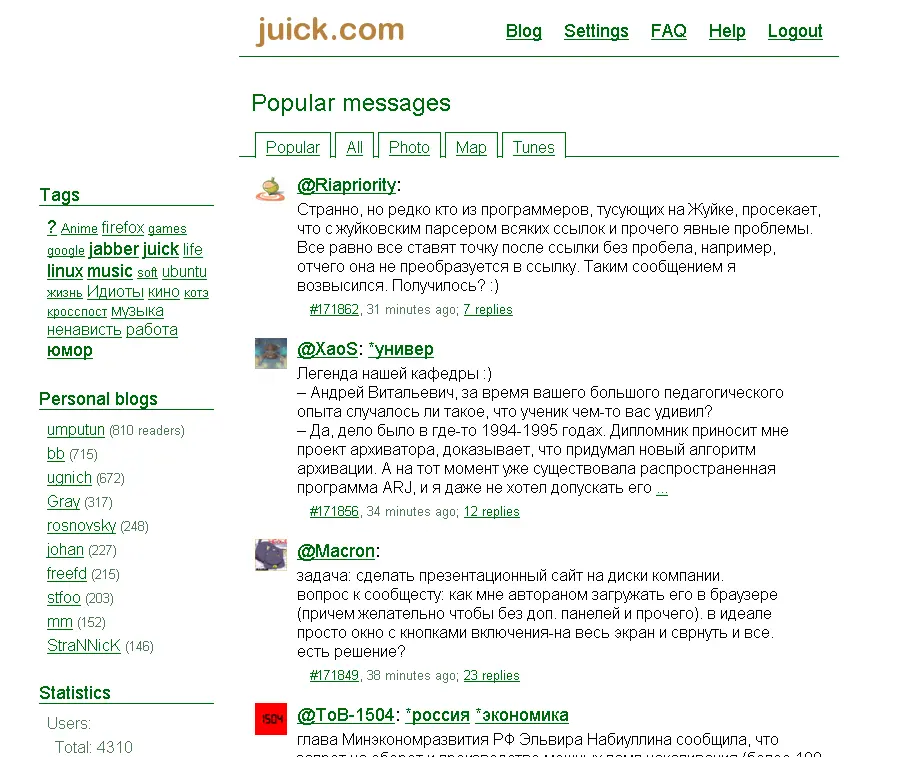 juick.com
Blog Settings FAQ Help Logout
Popular messages
Popular All Photo Map Tunes
Tags
? Anime firefox games
google jabber juick life
linux music soft ubuntu
жизнь Идиоты кино котэ
кросспост музыка
ненависть работа
юмор
Personal blogs
umputun (810 readers)
bb (715)
ugnich (672)
Gray (317)
rosnovsky (248)
johan (227)
freefd (215)
stfoo (203)
mm (152)
StraNNicK (146)
Statistics
Users:
Total: 4310
@Riapriority:
Странно, но редко кто из программеров, тусующих на Жуйке, просекает,
что с жуйковским парсером всяких ссылок и прочего явные проблемы.
Все равно все ставят точку после ссылки без пробела, например,
отчего она не преобразуется в ссылку. Таким сообщением я
возвысился. Получилось? :)
#171862, 31 minutes ago; 7 replies
@XaoS: *универ
Легенда нашей кафедры :)
– Андрей Витальевич, за время вашего большого педагогического
опыта случалось ли такое, что ученик чем-то вас удивил?
– Да, дело было в где-то 1994-1995 годах. Дипломник приносит мне
проект архиватора, доказывает, что придумал новый алгоритм
архивации. А на тот момент уже существовала распространенная
программа ARJ, и я даже не хотел допускать его ...
#171856, 34 minutes ago; 12 replies
@Macron:
задача: сделать презентационный сайт на диски компании.
вопрос к сообщесту: как мне автораном загружать его в браузере
(причем желательно чтобы без доп. панелей и прочего). в идеале
просто окно с кнопками включения-на весь экран и сврнуть и все.
есть решение?
#171849, 38 minutes ago; 23 replies
1504
@ToB-1504: *россия *экономика
глава Минэкономразвития РФ Эльвира Набиуллина сообщила, что